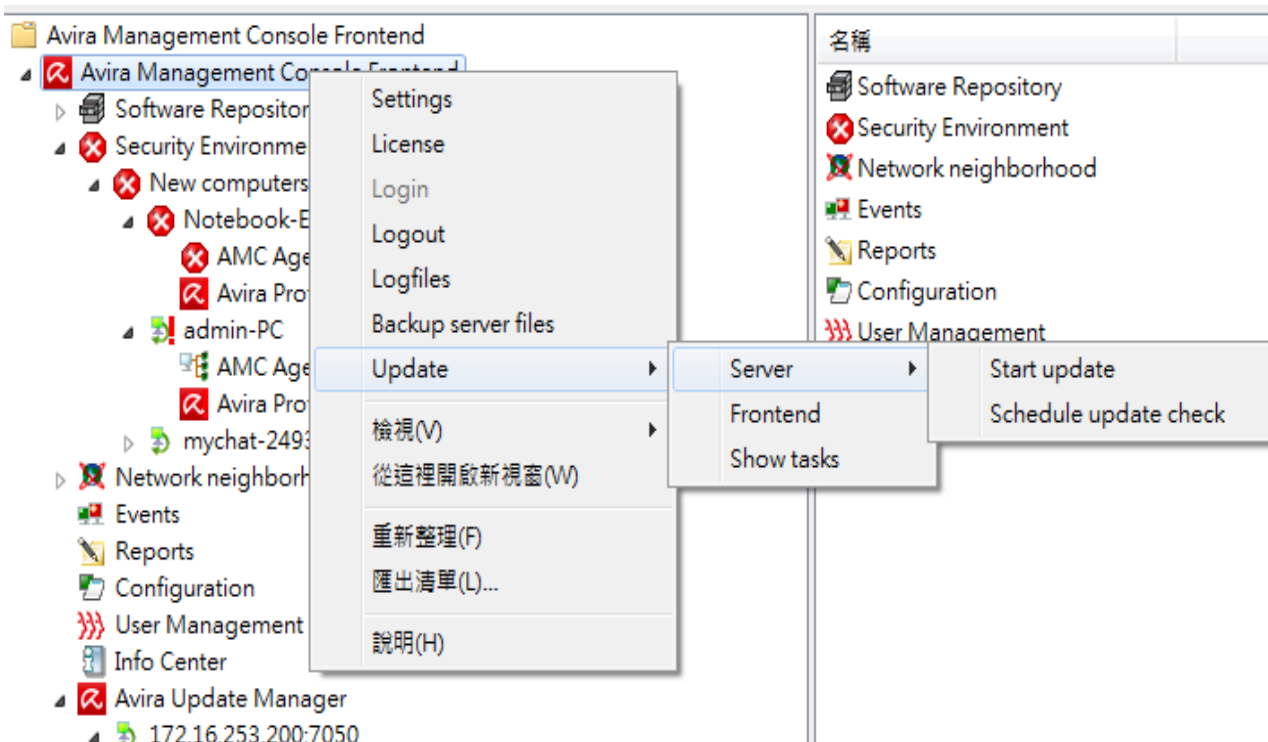 Avira Management Console Frontend
Avira Management Console Frontend
Software Repositor
Security Environme
New computers
Notebook-E
AMC Age
Avira Pro
admin-PC
AMC Age
Avira Pro
mychat-2493
Network neighborh
Events
Reports
Configuration
User Management
Info Center
Avira Update Manager
172.16.253.200:7050
Settings
License
Login
Logout
Logfiles
Backup server files
Update
檢視(V)
從這裡開啟新視窗(W)
重新整理(F)
匯出清單(L)...
說明(H)
Server
Frontend
Show tasks
Start update
Schedule update check
名稱
Software Repository
Security Environment
Network neighborhood
Events
Reports
Configuration
User Management